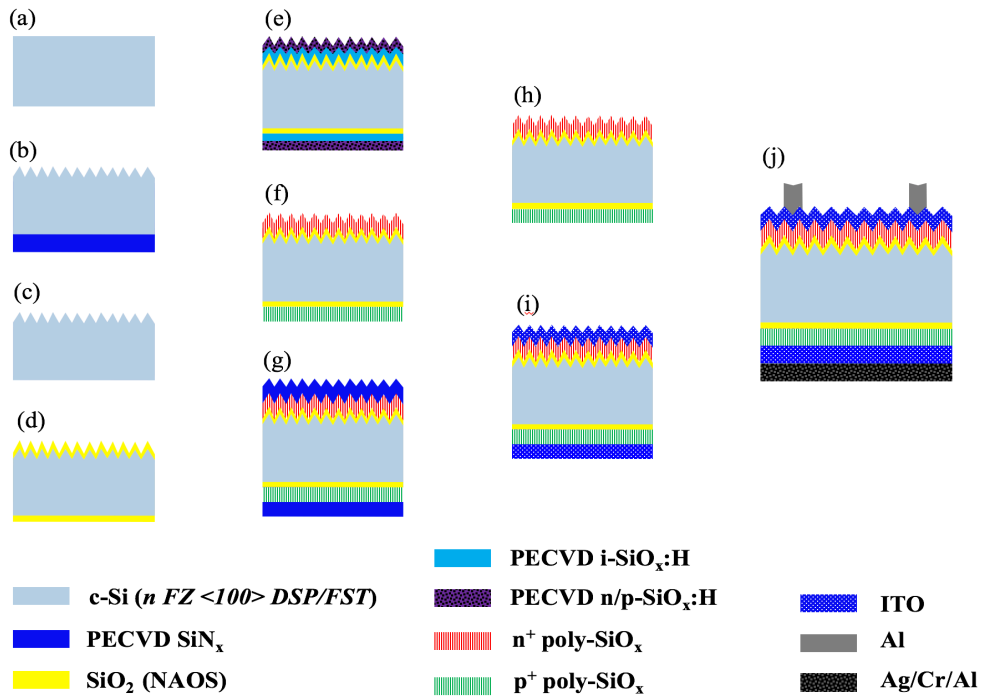 (a)
(b)
(c)
(d)
(e)
(f)
(g)
(h)
(i)
(j)
c-Si (n FZ <100> DSP/FST)
PECVD SiNₓ
SiO₂ (NAOS)
PECVD i-SiOₓ:H
PECVD n/p-SiOₓ:H
n⁺ poly-SiOₓ
p⁺ poly-SiOₓ
ITO
Al
Ag/Cr/Al